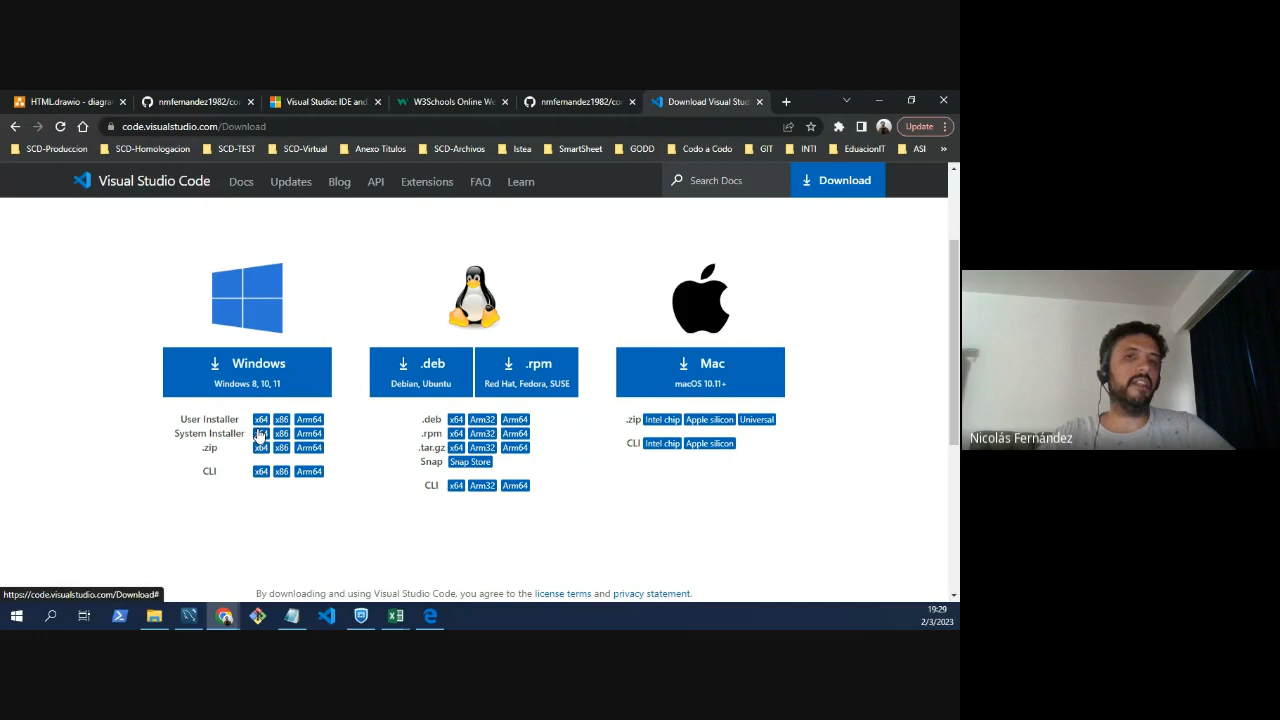 HTML.drawio - diagra
nmfernandez1982/co
Visual Studio: IDE and
W3Schools Online We
nmfernandez1982/co
Download Visual Stud
code.visualstudio.com/Download
Update
SCD-Produccion
SCD-Homologacion
SCD-TEST
SCD-Virtual
Anexo Titulos
SCD-Archivos
Istea
SmartSheet
GODD
Codo a Codo
GIT
INTI
EduacionIT
ASI
Visual Studio Code
Docs
Updates
Blog
API
Extensions
FAQ
Learn
Search Docs
Download
Windows
Windows 8, 10, 11
User Installer x64 x86 Arm64
System Installer x86 Arm64
.zip x64 x86 Arm64
CLI x64 x86 Arm64
.deb
Debian, Ubuntu
.rpm
Red Hat, Fedora, SUSE
.deb x64 Arm32 Arm64
.rpm x64 Arm32 Arm64
.tar.gz x64 Arm32 Arm64
Snap Snap Store
CLI x64 Arm32 Arm64
Mac
macOS 10.11+
.zip Intel chip Apple silicon Universal
CLI Intel chip Apple silicon
Nicolás Fernández
https://code.visualstudio.com/Download#
By downloading and using Visual Studio Code, you agree to the license terms and privacy statement.
19:29
2/3/2023